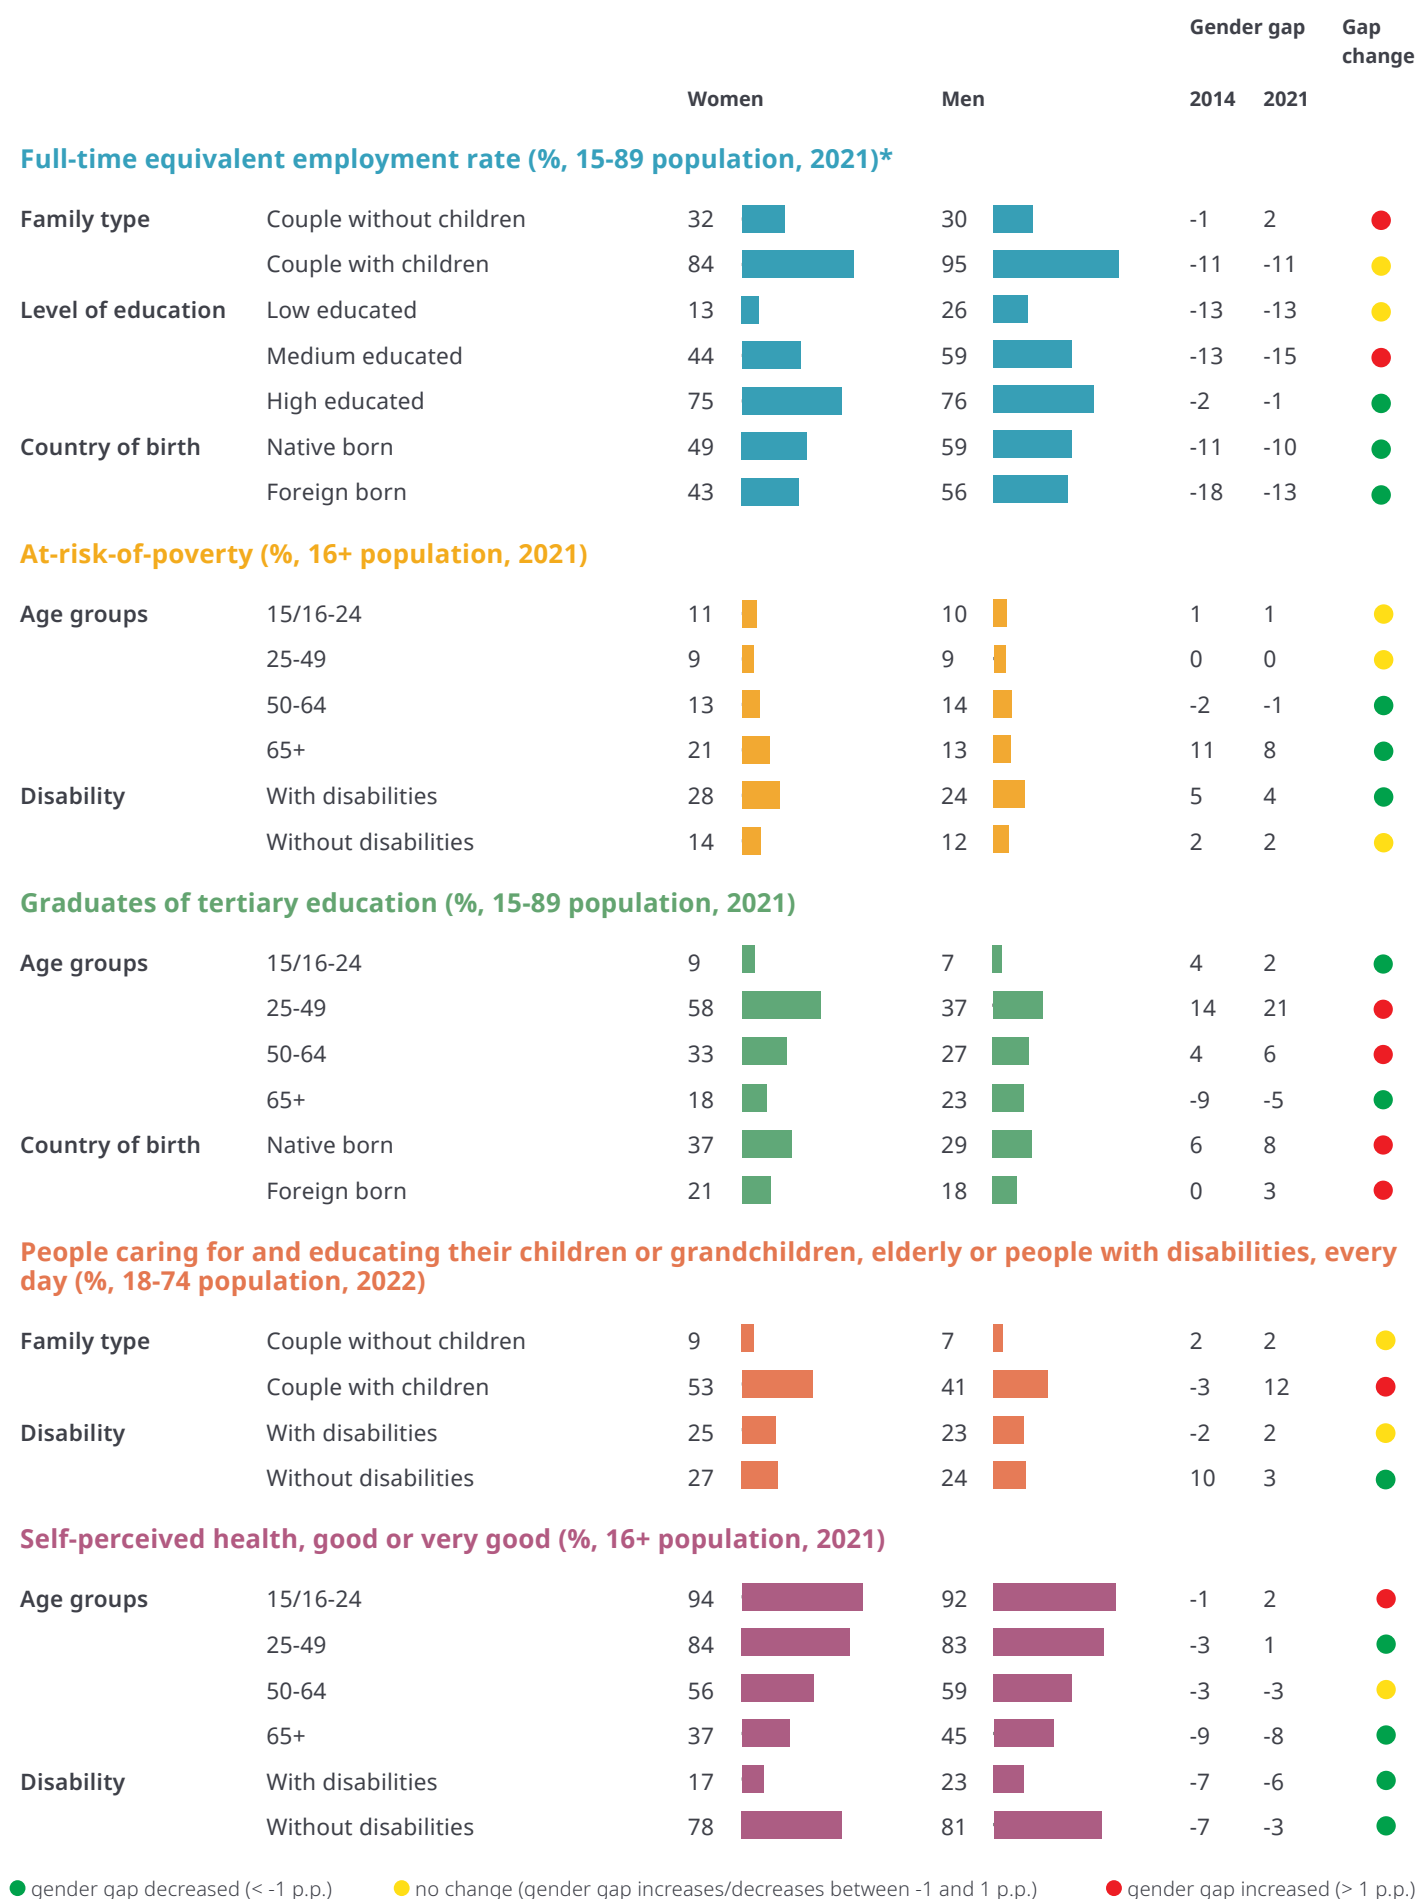 Gender gap Gap
change
Women Men 2014 2021
Full-time equivalent employment rate (%, 15-89 population, 2021)*
Family type Couple without children 32 30 -1 2
Couple with children 84 95 -11 -11
Level of education Low educated 13 26 -13 -13
Medium educated 44 59 -13 -15
High educated 75 76 -2 -1
Country of birth Native born 49 59 -11 -10
Foreign born 43 56 -18 -13
At-risk-of-poverty (%, 16+ population, 2021)
Age groups 15/16-24 11 10 1 1
25-49 9 9 0 0
50-64 13 14 -2 -1
65+ 21 13 11 8
Disability With disabilities 28 24 5 4
Without disabilities 14 12 2 2
Graduates of tertiary education (%, 15-89 population, 2021)
Age groups 15/16-24 9 7 4 2
25-49 58 37 14 21
50-64 33 27 4 6
65+ 18 23 -9 -5
Country of birth Native born 37 29 6 8
Foreign born 21 18 0 3
People caring for and educating their children or grandchildren, elderly or people with disabilities, every
day (%, 18-74 population, 2022)
Family type Couple without children 9 7 2 2
Couple with children 53 41 -3 12
Disability With disabilities 25 23 -2 2
Without disabilities 27 24 10 3
Self-perceived health, good or very good (%, 16+ population, 2021)
Age groups 15/16-24 94 92 -1 2
25-49 84 83 -3 1
50-64 56 59 -3 -3
65+ 37 45 -9 -8
Disability With disabilities 17 23 -7 -6
Without disabilities 78 81 -7 -3
gender gap decreased (< -1 p.p.) no change (gender gap increases/decreases between -1 and 1 p.p.) gender gap increased (> 1 p.p.)